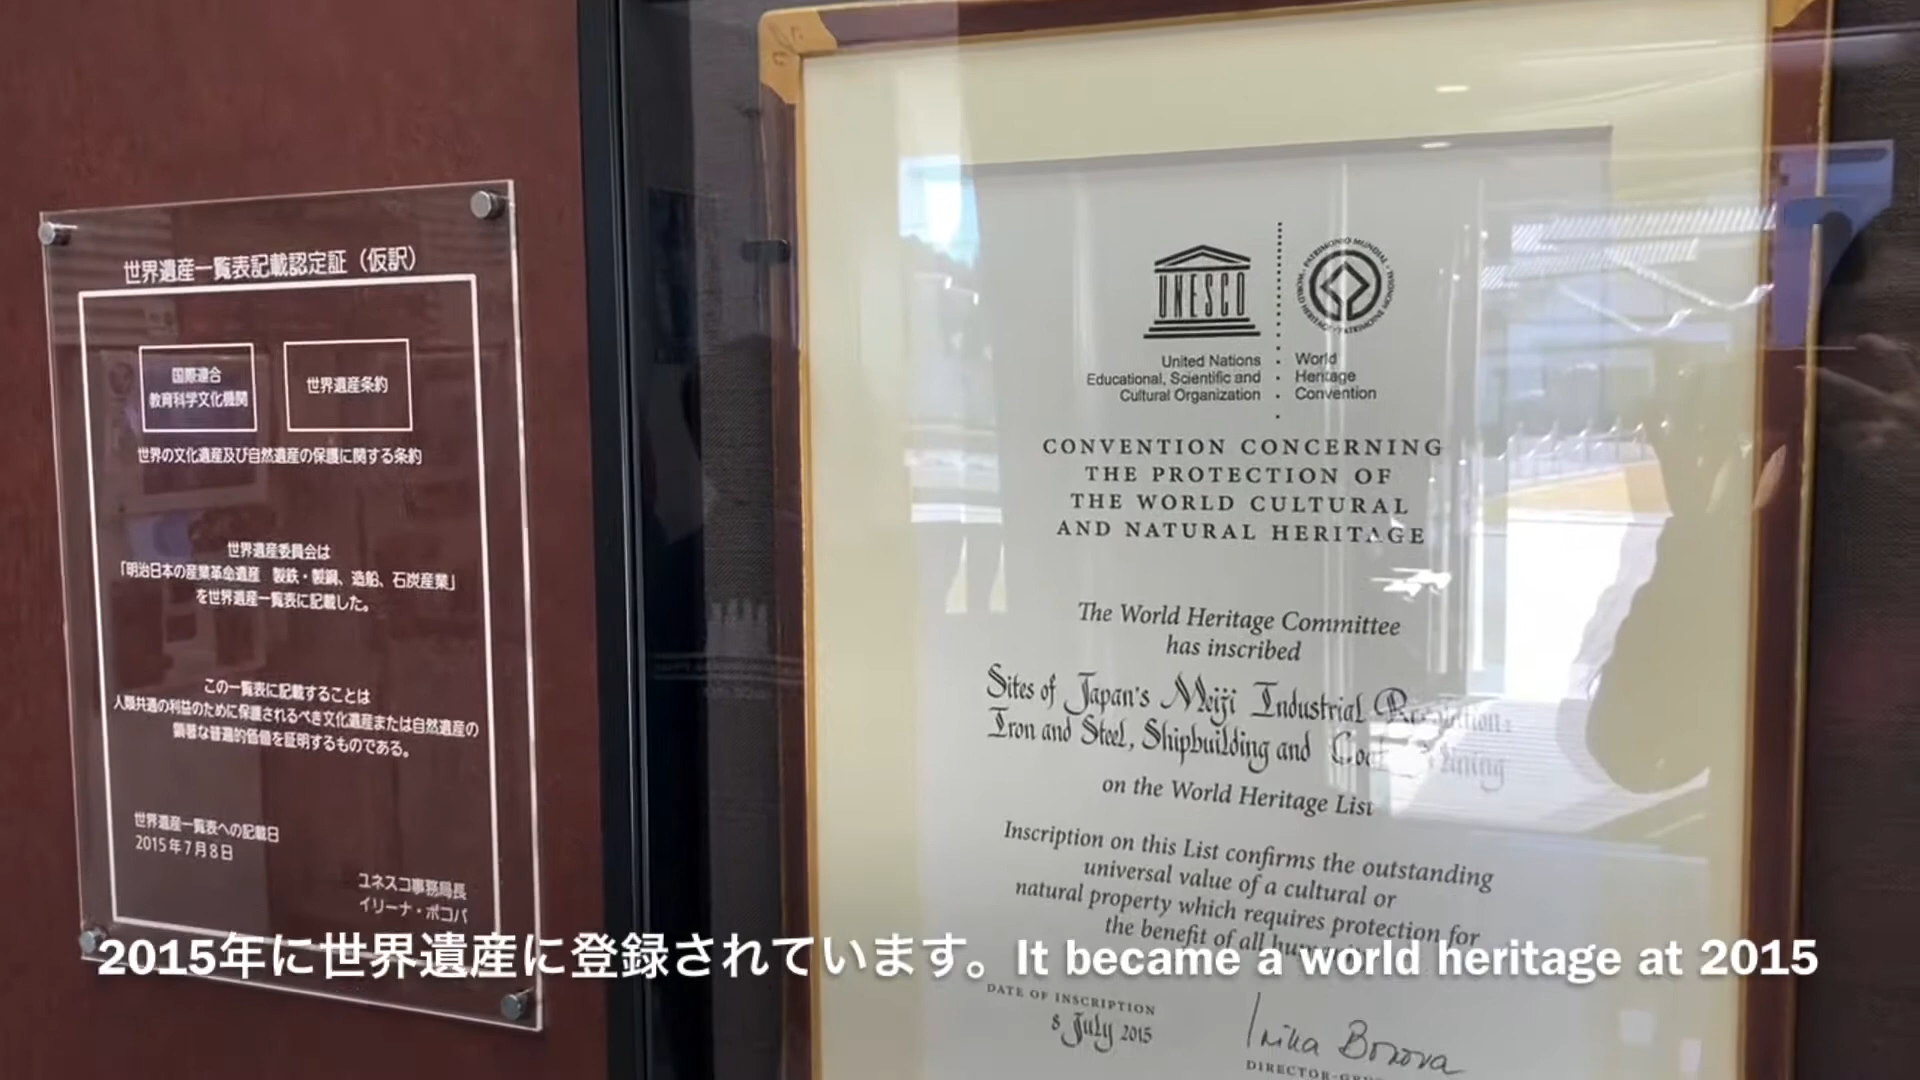 世界遺産一覧表記載認定証（仮訳）
国際連合
教育科学文化機関
世界遺産条約
世界の文化遺産及び自然遺産の保護に関する条約
世界遺産委員会は
「明治日本の産業革命遺産　製鉄・製鋼、造船、石炭産業」
を世界遺産一覧表に記載した。
この一覧表に記載することは
人類共通の利益のために保護されるべき文化遺産または自然遺産の
顕著な普遍的価値を証明するものである。
世界遺産一覧表への記載日
2015年7月8日
ユネスコ事務局長
イリーナ・ボコバ
UNESCO
WORLD HERITAGE • PATRIMOINE MONDIAL • PATRIMONIO MUNDIAL
United Nations
Educational, Scientific and
Cultural Organization
World
Heritage
Convention
CONVENTION CONCERNING
THE PROTECTION OF
THE WORLD CULTURAL
AND NATURAL HERITAGE
The World Heritage Committee
has inscribed
Sites of Japan's Meiji Industrial Revolution:
Iron and Steel, Shipbuilding and Coal Mining
on the World Heritage List
Inscription on this List confirms the outstanding
universal value of a cultural or
natural property which requires protection for
the benefit of all
2015年に世界遺産に登録されています。It became a world heritage at 2015
DATE OF INSCRIPTION
8 July 2015
Irina Bokova